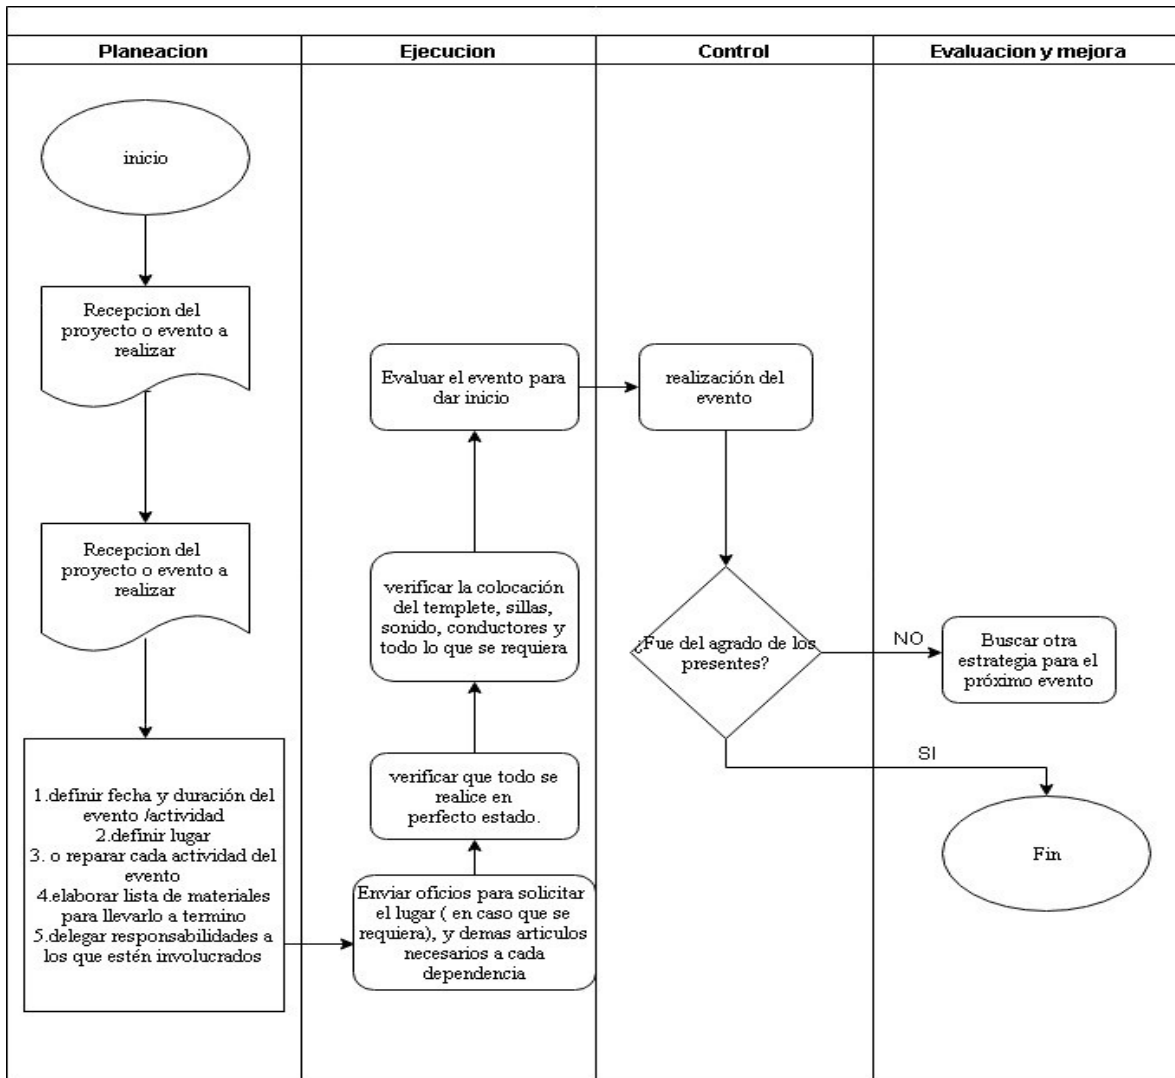 Planeacion
Ejecucion
Control
Evaluacion y mejora
inicio
Recepcion del
proyecto o evento a
realizar
Recepcion del
proyecto o evento a
realizar
1.definir fecha y duración del
evento /actividad
2.definir lugar
3. o reparar cada actividad del
evento
4.elaborar lista de materiales
para llevarlo a termino
5.delegar responsabilidades a
los que estén involucrados
Enviar oficios para solicitar
el lugar ( en caso que se
requiera), y demas articulos
necesarios a cada
dependencia
verificar que todo se
realice en
perfecto estado.
verificar la colocación
del templete, sillas,
sonido, conductores y
todo lo que se requiera
Evaluar el evento para
dar inicio
realización del
evento
¿Fue del agrado de los
presentes?
NO
Buscar otra
estrategia para el
próximo evento
SI
Fin